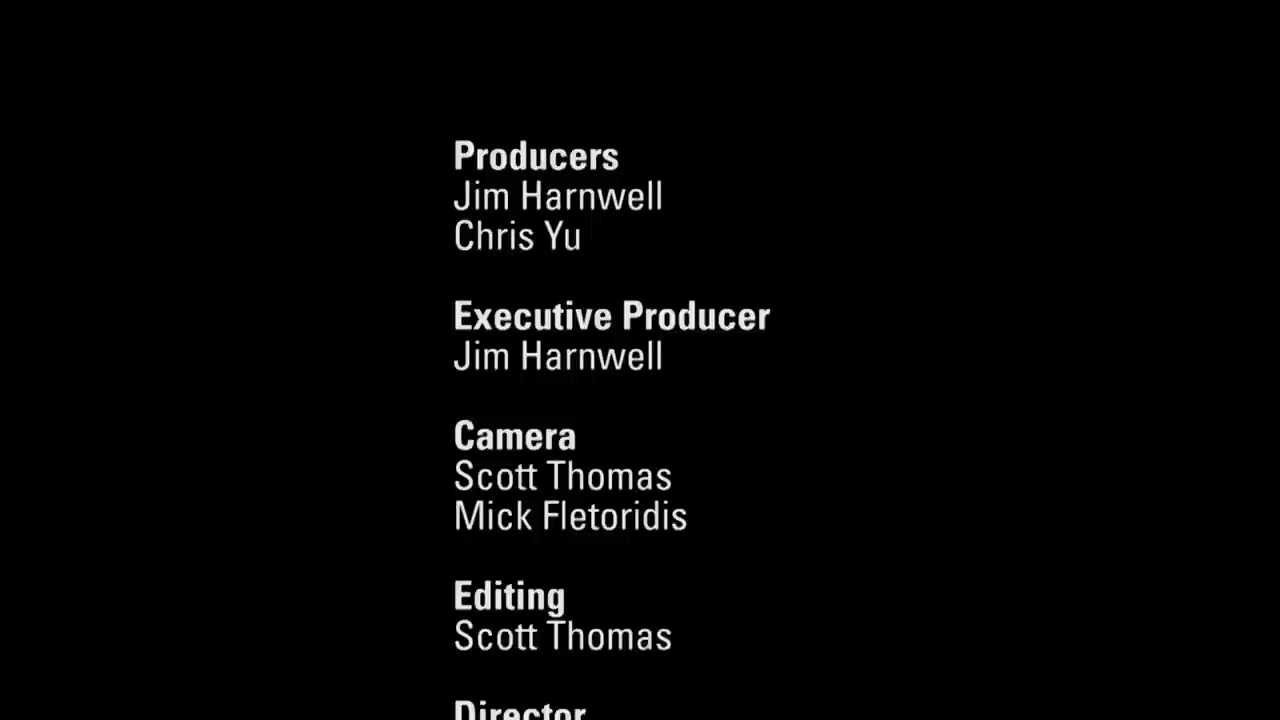 Producers
Jim Harnwell
Chris Yu
Executive Producer
Jim Harnwell
Camera
Scott Thomas
Mick Fletoridis
Editing
Scott Thomas
Director